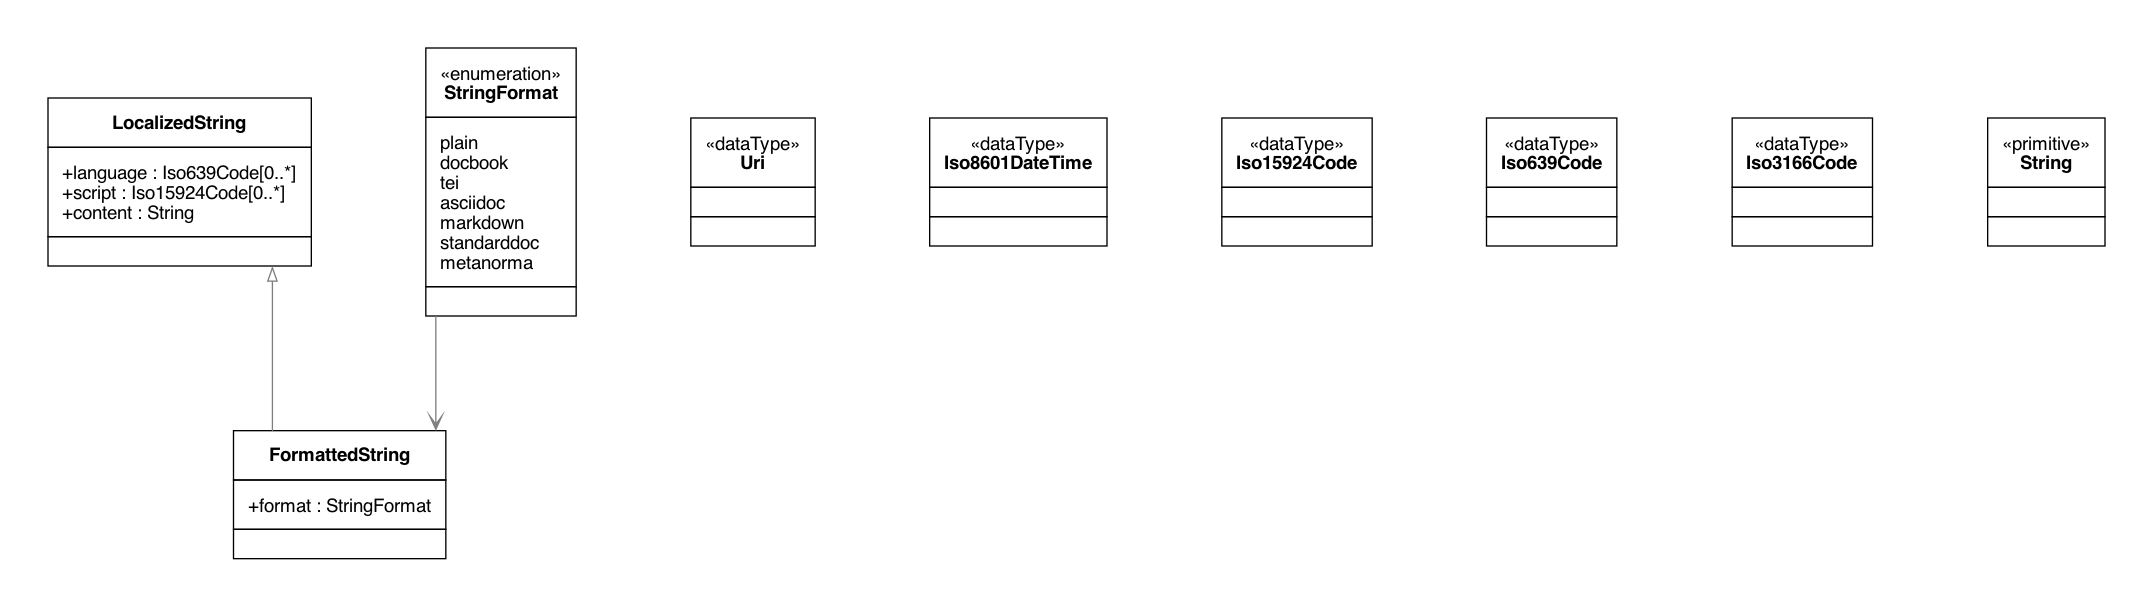 LocalizedString
+language : Iso639Code[0..*]
+script : Iso15924Code[0..*]
+content : String
«enumeration»
StringFormat
plain
docbook
tei
asciidoc
markdown
standarddoc
metanorma
«dataType»
Uri
«dataType»
Iso8601DateTime
«dataType»
Iso15924Code
«dataType»
Iso639Code
«dataType»
Iso3166Code
«primitive»
String
FormattedString
+format : StringFormat